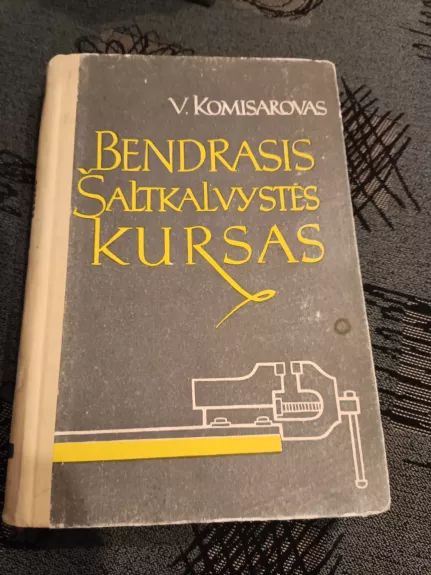 V. KOMISAROVAS
BENDRASIS
ŠALTKALVYSTĖS
KURSAS